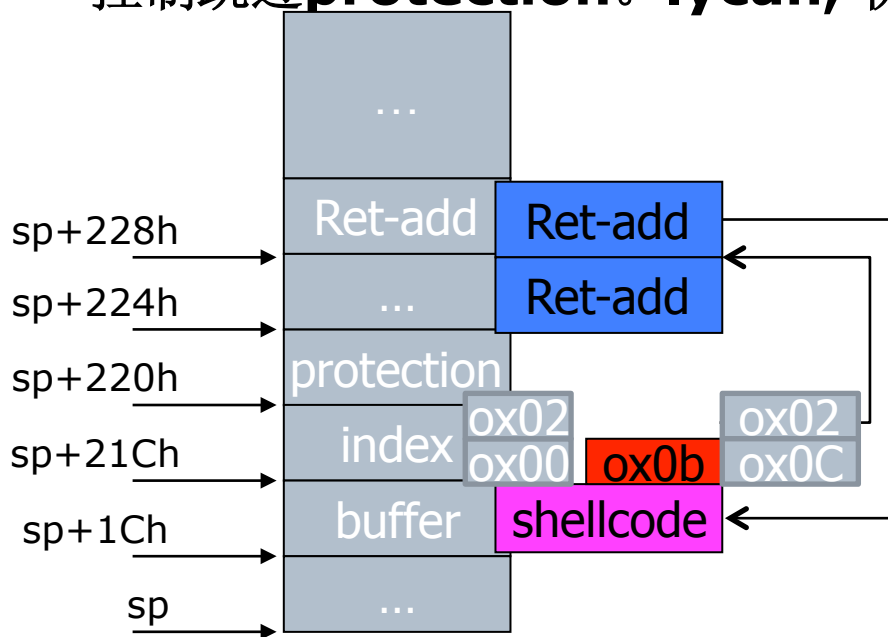 protection。
...
Ret-add Ret-add
sp+228h
... Ret-add
sp+224h
protection
sp+220h
ox02 ox02
index ox00 ox0b ox0C
sp+21Ch
buffer shellcode
sp+1Ch
...
sp